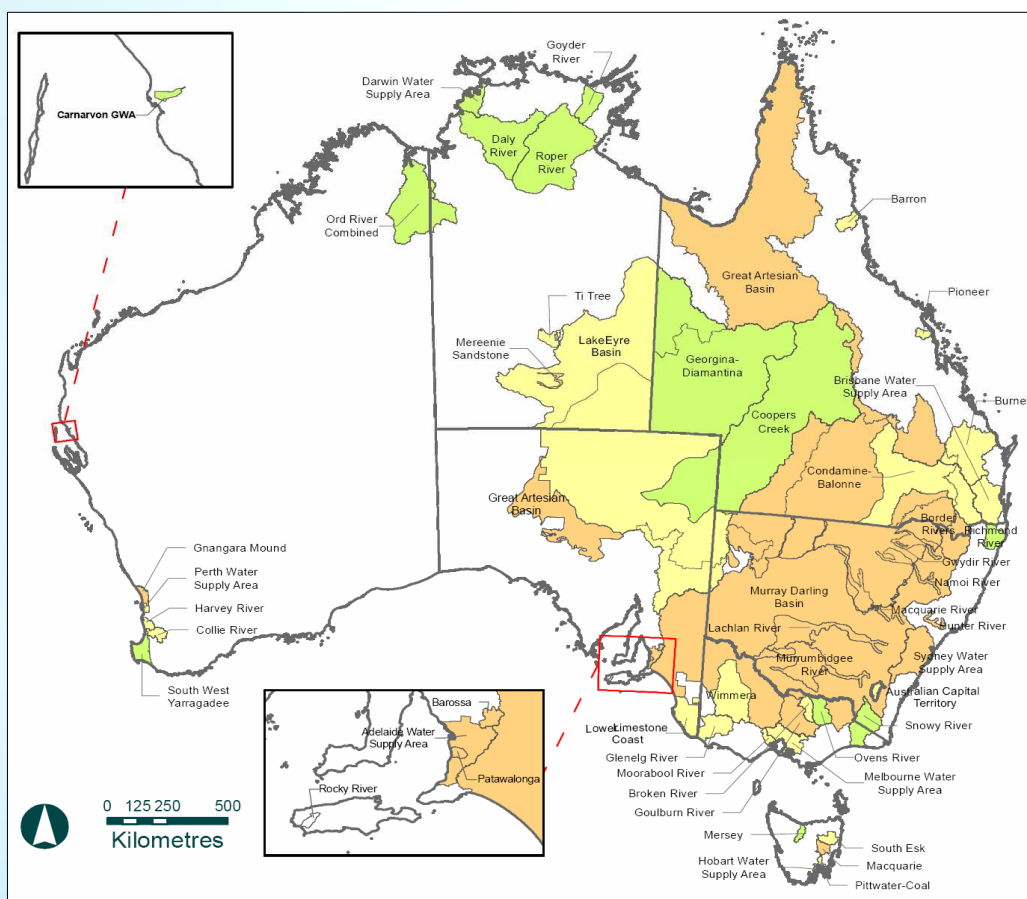 Carnarvon GWA
Goyder
River
Darwin Water
Supply Area
Daly
River
Roper
River
Ord River
Combined
Barron
Great Artesian
Basin
Pioneer
Ti Tree
LakeEyre
Basin
Mereenie
Sandstone
Georgina-
Diamantina
Brisbane Water
Supply Area
Burnet
Coopers
Creek
Condamine-
Balonne
Great Artesian
Basin
Border
Rivers
Richmond
River
Gwydir River
Namoi River
Gnangara Mound
Perth Water
Supply Area
Harvey River
Collie River
South West
Yarragadee
Murray Darling
Basin
Macquarie River
Hunter River
Lachlan River
Murrumbidgee
River
Sydney Water
Supply Area
Wimmera
Australian Capital
Territory
Lower Limestone
Coast
Snowy River
Glenelg River
Ovens River
Moorabool River
Melbourne Water
Supply Area
Broken River
Goulburn River
Barossa
Adelaide Water
Supply Area
Patawalonga
Rocky River
0 125 250 500
Kilometres
Mersey
South Esk
Hobart Water
Supply Area
Macquarie
Pittwater-Coal